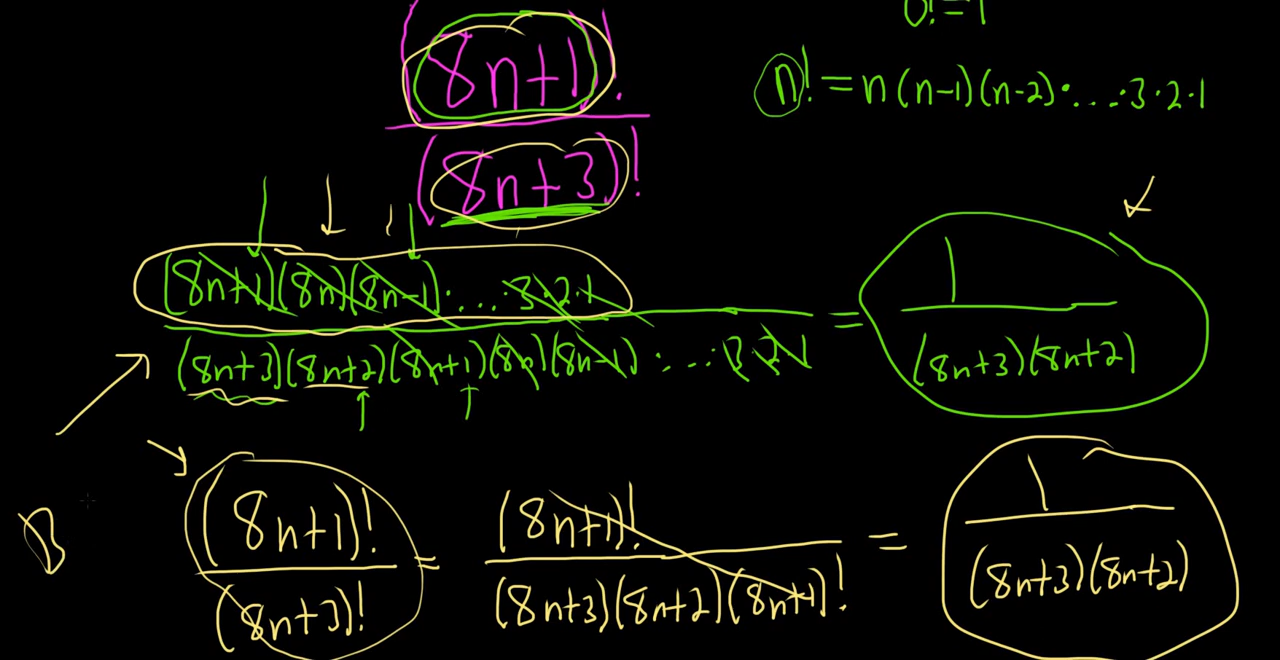 0! = 1
(8n+1)!
(8n+3)!
n! = n(n-1)(n-2)·...·3·2·1
(8n+1)(8n)(8n-1)·...·3·2·1
(8n+3)(8n+2)(8n+1)(8n)(8n-1)·...·3·2·1
=
1
(8n+3)(8n+2)
B
(8n+1)!
(8n+3)!
=
(8n+1)!
(8n+3)(8n+2)(8n+1)!
=
1
(8n+3)(8n+2)